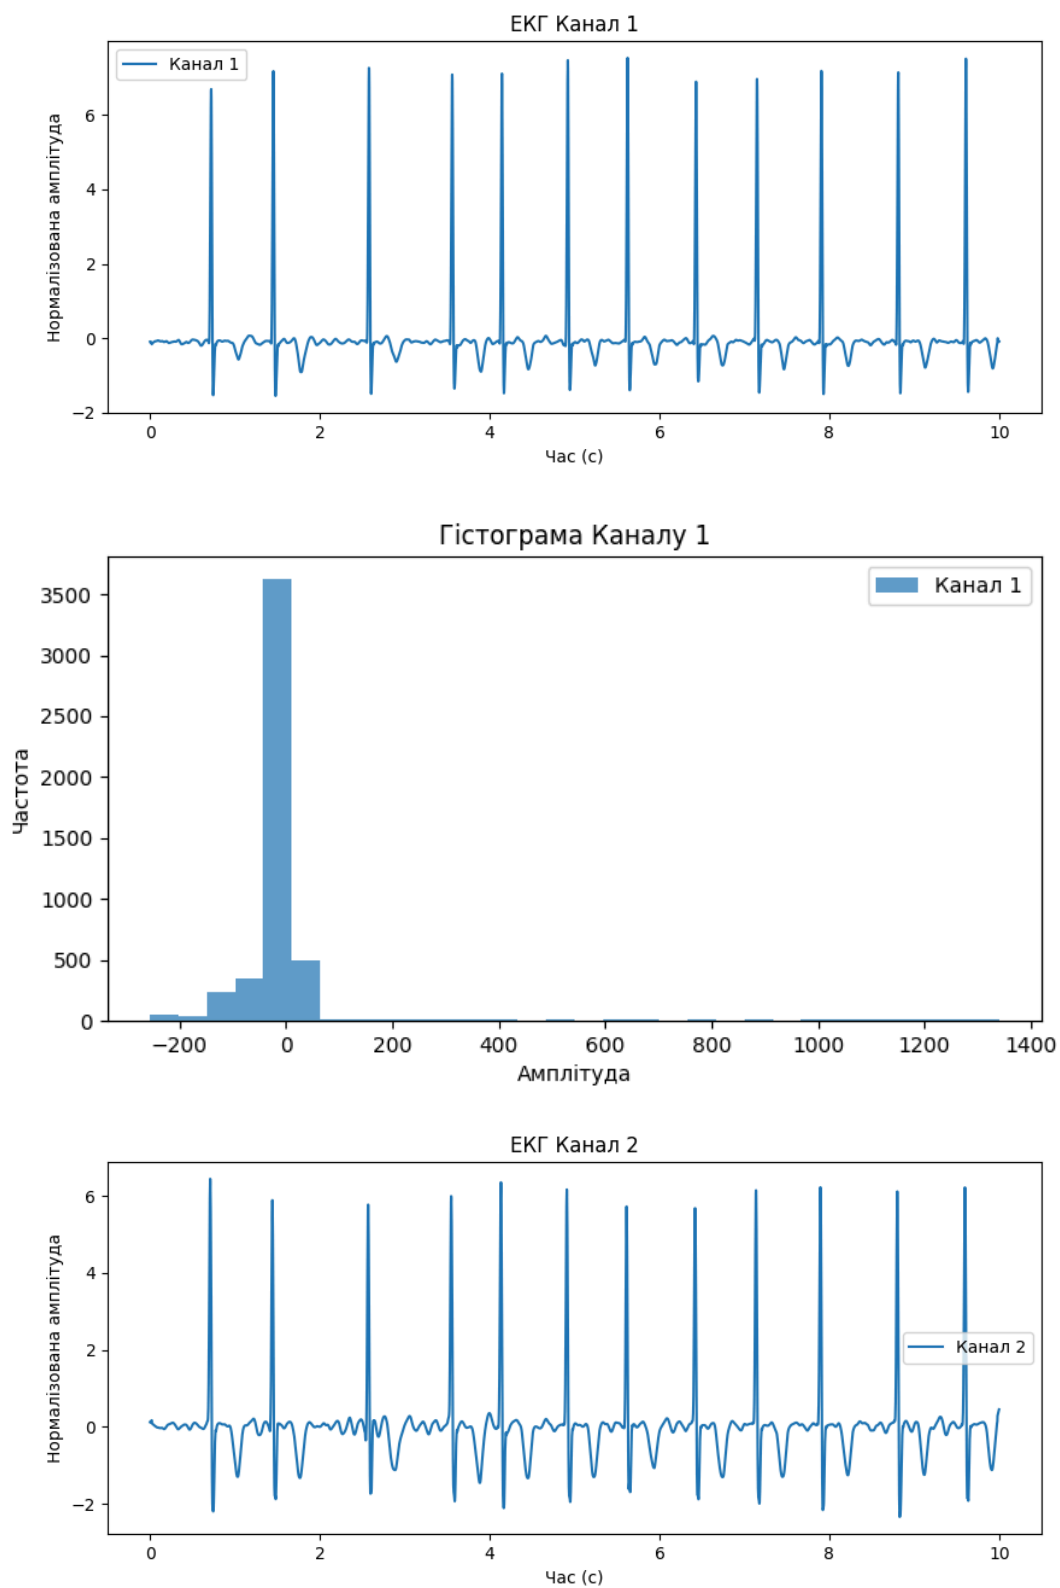 ЕКГ Канал 1
Канал 1
Нормалізована амплітуда
6
4
2
0
−2
0 2 4 6 8 10
Час (с)
Гістограма Каналу 1
Канал 1
Частота
3500
3000
2500
2000
1500
1000
500
0
−200 0 200 400 600 800 1000 1200 1400
Амплітуда
ЕКГ Канал 2
Нормалізована амплітуда
6
4
2
Канал 2
0
−2
0 2 4 6 8 10
Час (с)